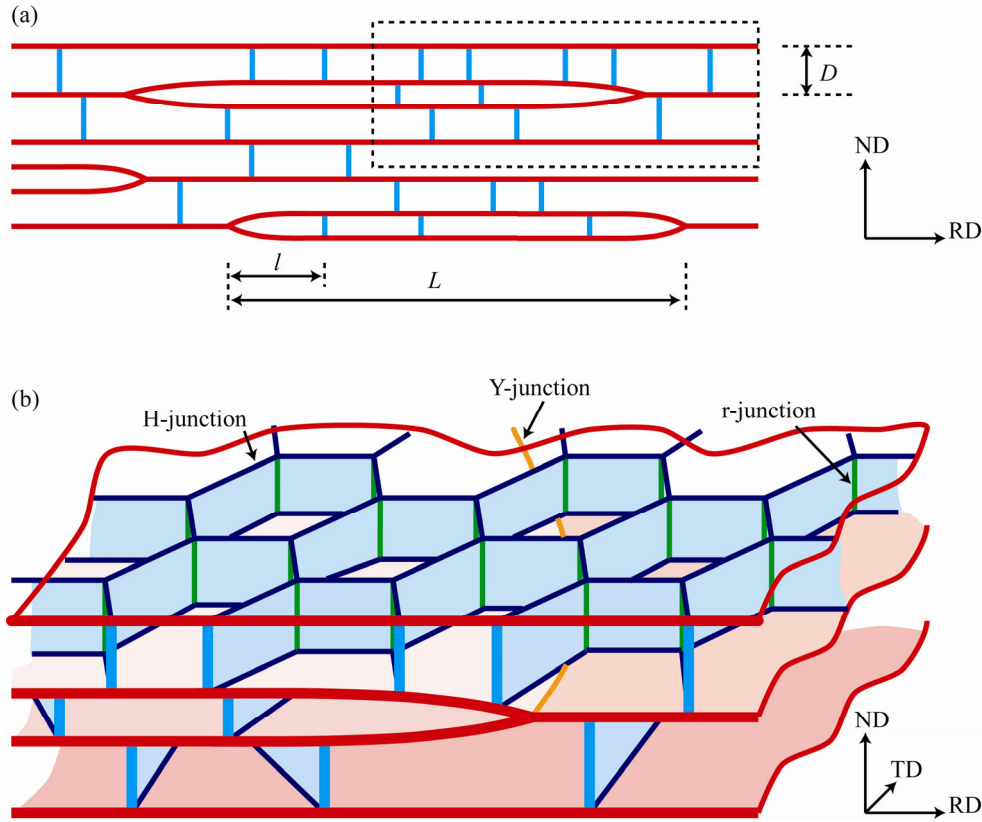 (a)
D
ND
RD
l
L
(b)
H-junction
Y-junction
r-junction
ND
TD
RD